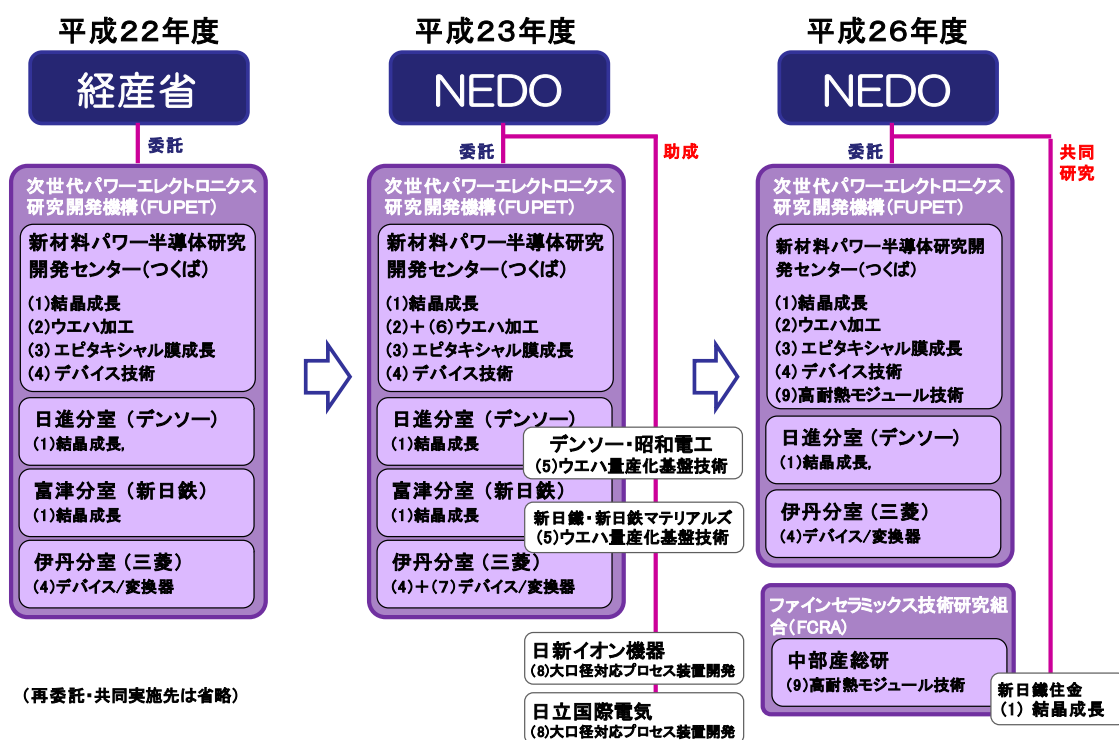 平成22年度
経産省
委託
次世代パワーエレクトロニクス
研究開発機構(FUPET)
新材料パワー半導体研究
開発センター(つくば)
(1)結晶成長
(2)ウエハ加工
(3)エピタキシャル膜成長
(4)デバイス技術
日進分室(デンソー)
(1)結晶成長,
富津分室(新日鉄)
(1)結晶成長
伊丹分室(三菱)
(4)デバイス/変換器
(再委託・共同実施先は省略)
平成23年度
NEDO
委託
助成
次世代パワーエレクトロニクス
研究開発機構(FUPET)
新材料パワー半導体研究
開発センター(つくば)
(1)結晶成長
(2)+(6)ウエハ加工
(3)エピタキシャル膜成長
(4)デバイス技術
日進分室(デンソー)
(1)結晶成長
デンソー・昭和電工
(5)ウエハ量産化基盤技術
富津分室(新日鉄)
(1)結晶成長
新日鐵・新日鉄マテリアルズ
(5)ウエハ量産化基盤技術
伊丹分室(三菱)
(4)+(7)デバイス/変換器
日新イオン機器
(8)大口径対応プロセス装置開発
日立国際電気
(8)大口径対応プロセス装置開発
平成26年度
NEDO
委託
共同
研究
次世代パワーエレクトロニクス
研究開発機構(FUPET)
新材料パワー半導体研究開
発センター(つくば)
(1)結晶成長
(2)ウエハ加工
(3)エピタキシャル膜成長
(4)デバイス技術
(9)高耐熱モジュール技術
日進分室(デンソー)
(1)結晶成長,
伊丹分室(三菱)
(4)デバイス/変換器
ファインセラミックス技術研究組
合(FCRA)
中部産総研
(9)高耐熱モジュール技術
新日鐵住金
(1) 結晶成長